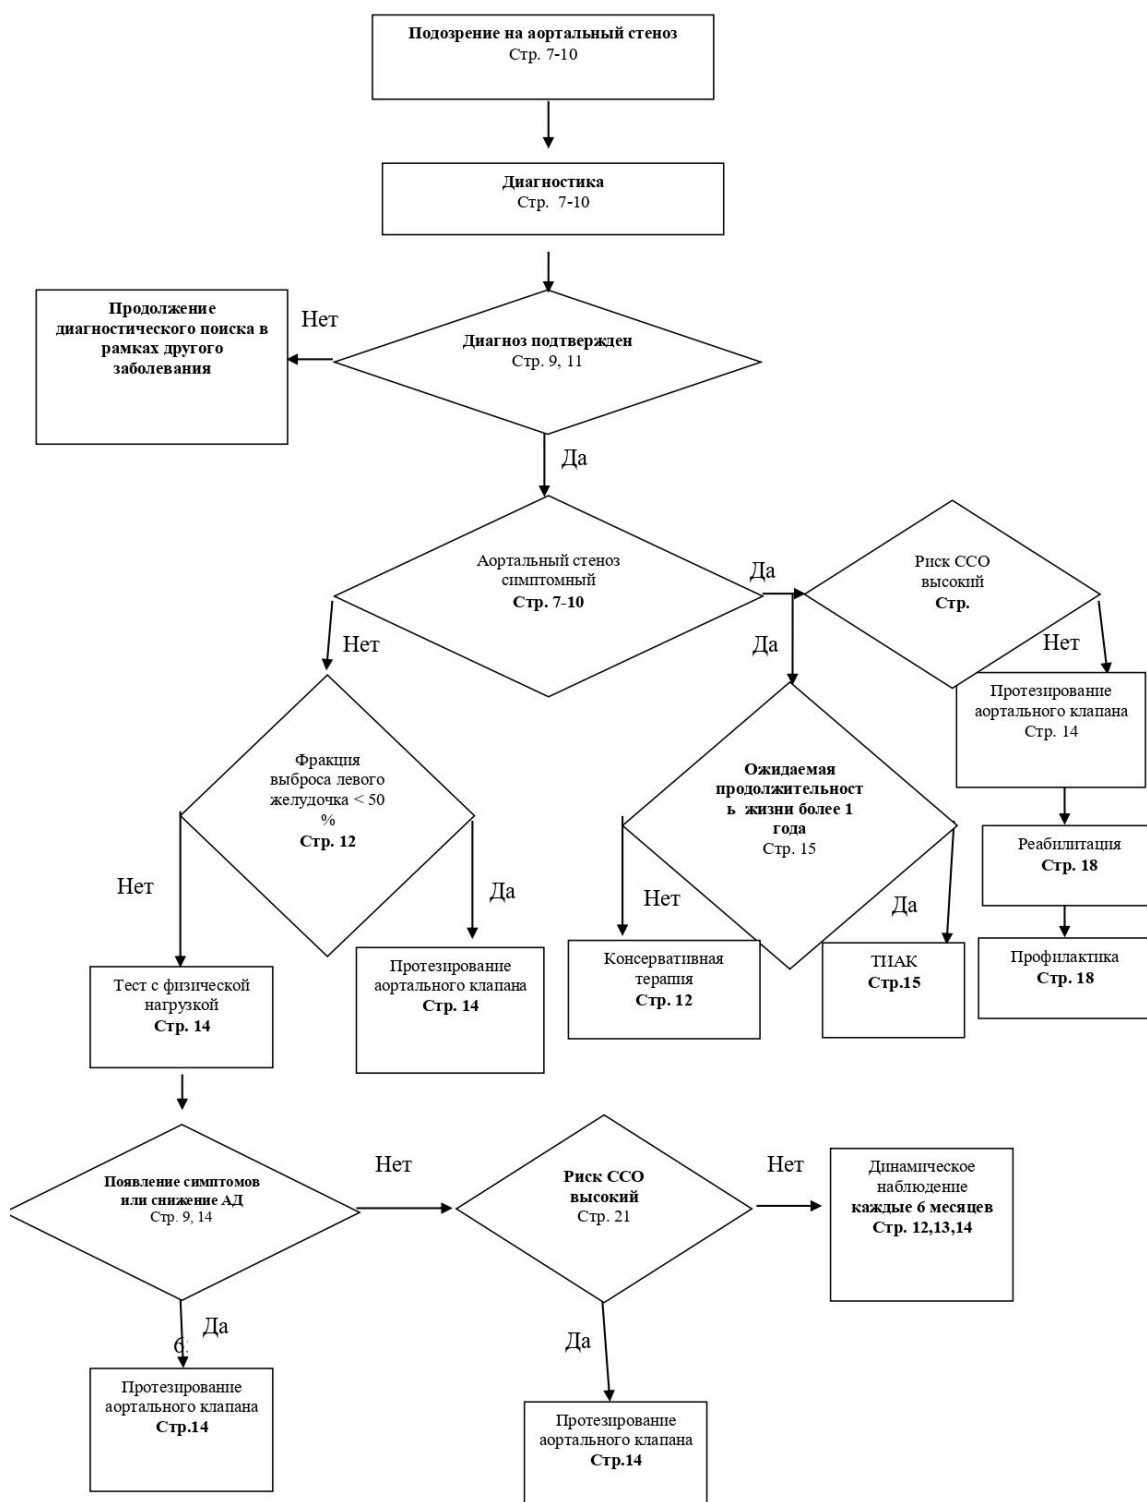 Подозрение на аортальный стеноз
Стр. 7-10
Диагностика
Стр. 7-10
Продолжение
диагностического поиска в
рамках другого
заболевания
Нет
Диагноз подтвержден
Стр. 9, 11
Да
Аортальный стеноз
симптомный
Стр. 7-10
Да
Риск ССО
высокий
Стр.
Нет
Да
Нет
Протезирование
аортального клапана
Стр. 14
Фракция
выброса левого
желудочка < 50
%
Стр. 12
Ожидаемая
продолжительност
ь жизни более 1
года
Стр. 15
Реабилитация
Стр. 18
Нет
Да
Нет
Да
Профилактика
Стр. 18
Тест с физической
нагрузкой
Стр. 14
Протезирование
аортального клапана
Стр. 14
Консервативная
терапия
Стр. 12
ТИАК
Стр.15
Появление симптомов
или снижение АД
Стр. 9, 14
Нет
Риск ССО
высокий
Стр. 21
Нет
Динамическое
наблюдение
каждые 6 месяцев
Стр. 12,13,14
Да
Да
Протезирование
аортального клапана
Стр.14
Протезирование
аортального клапана
Стр.14